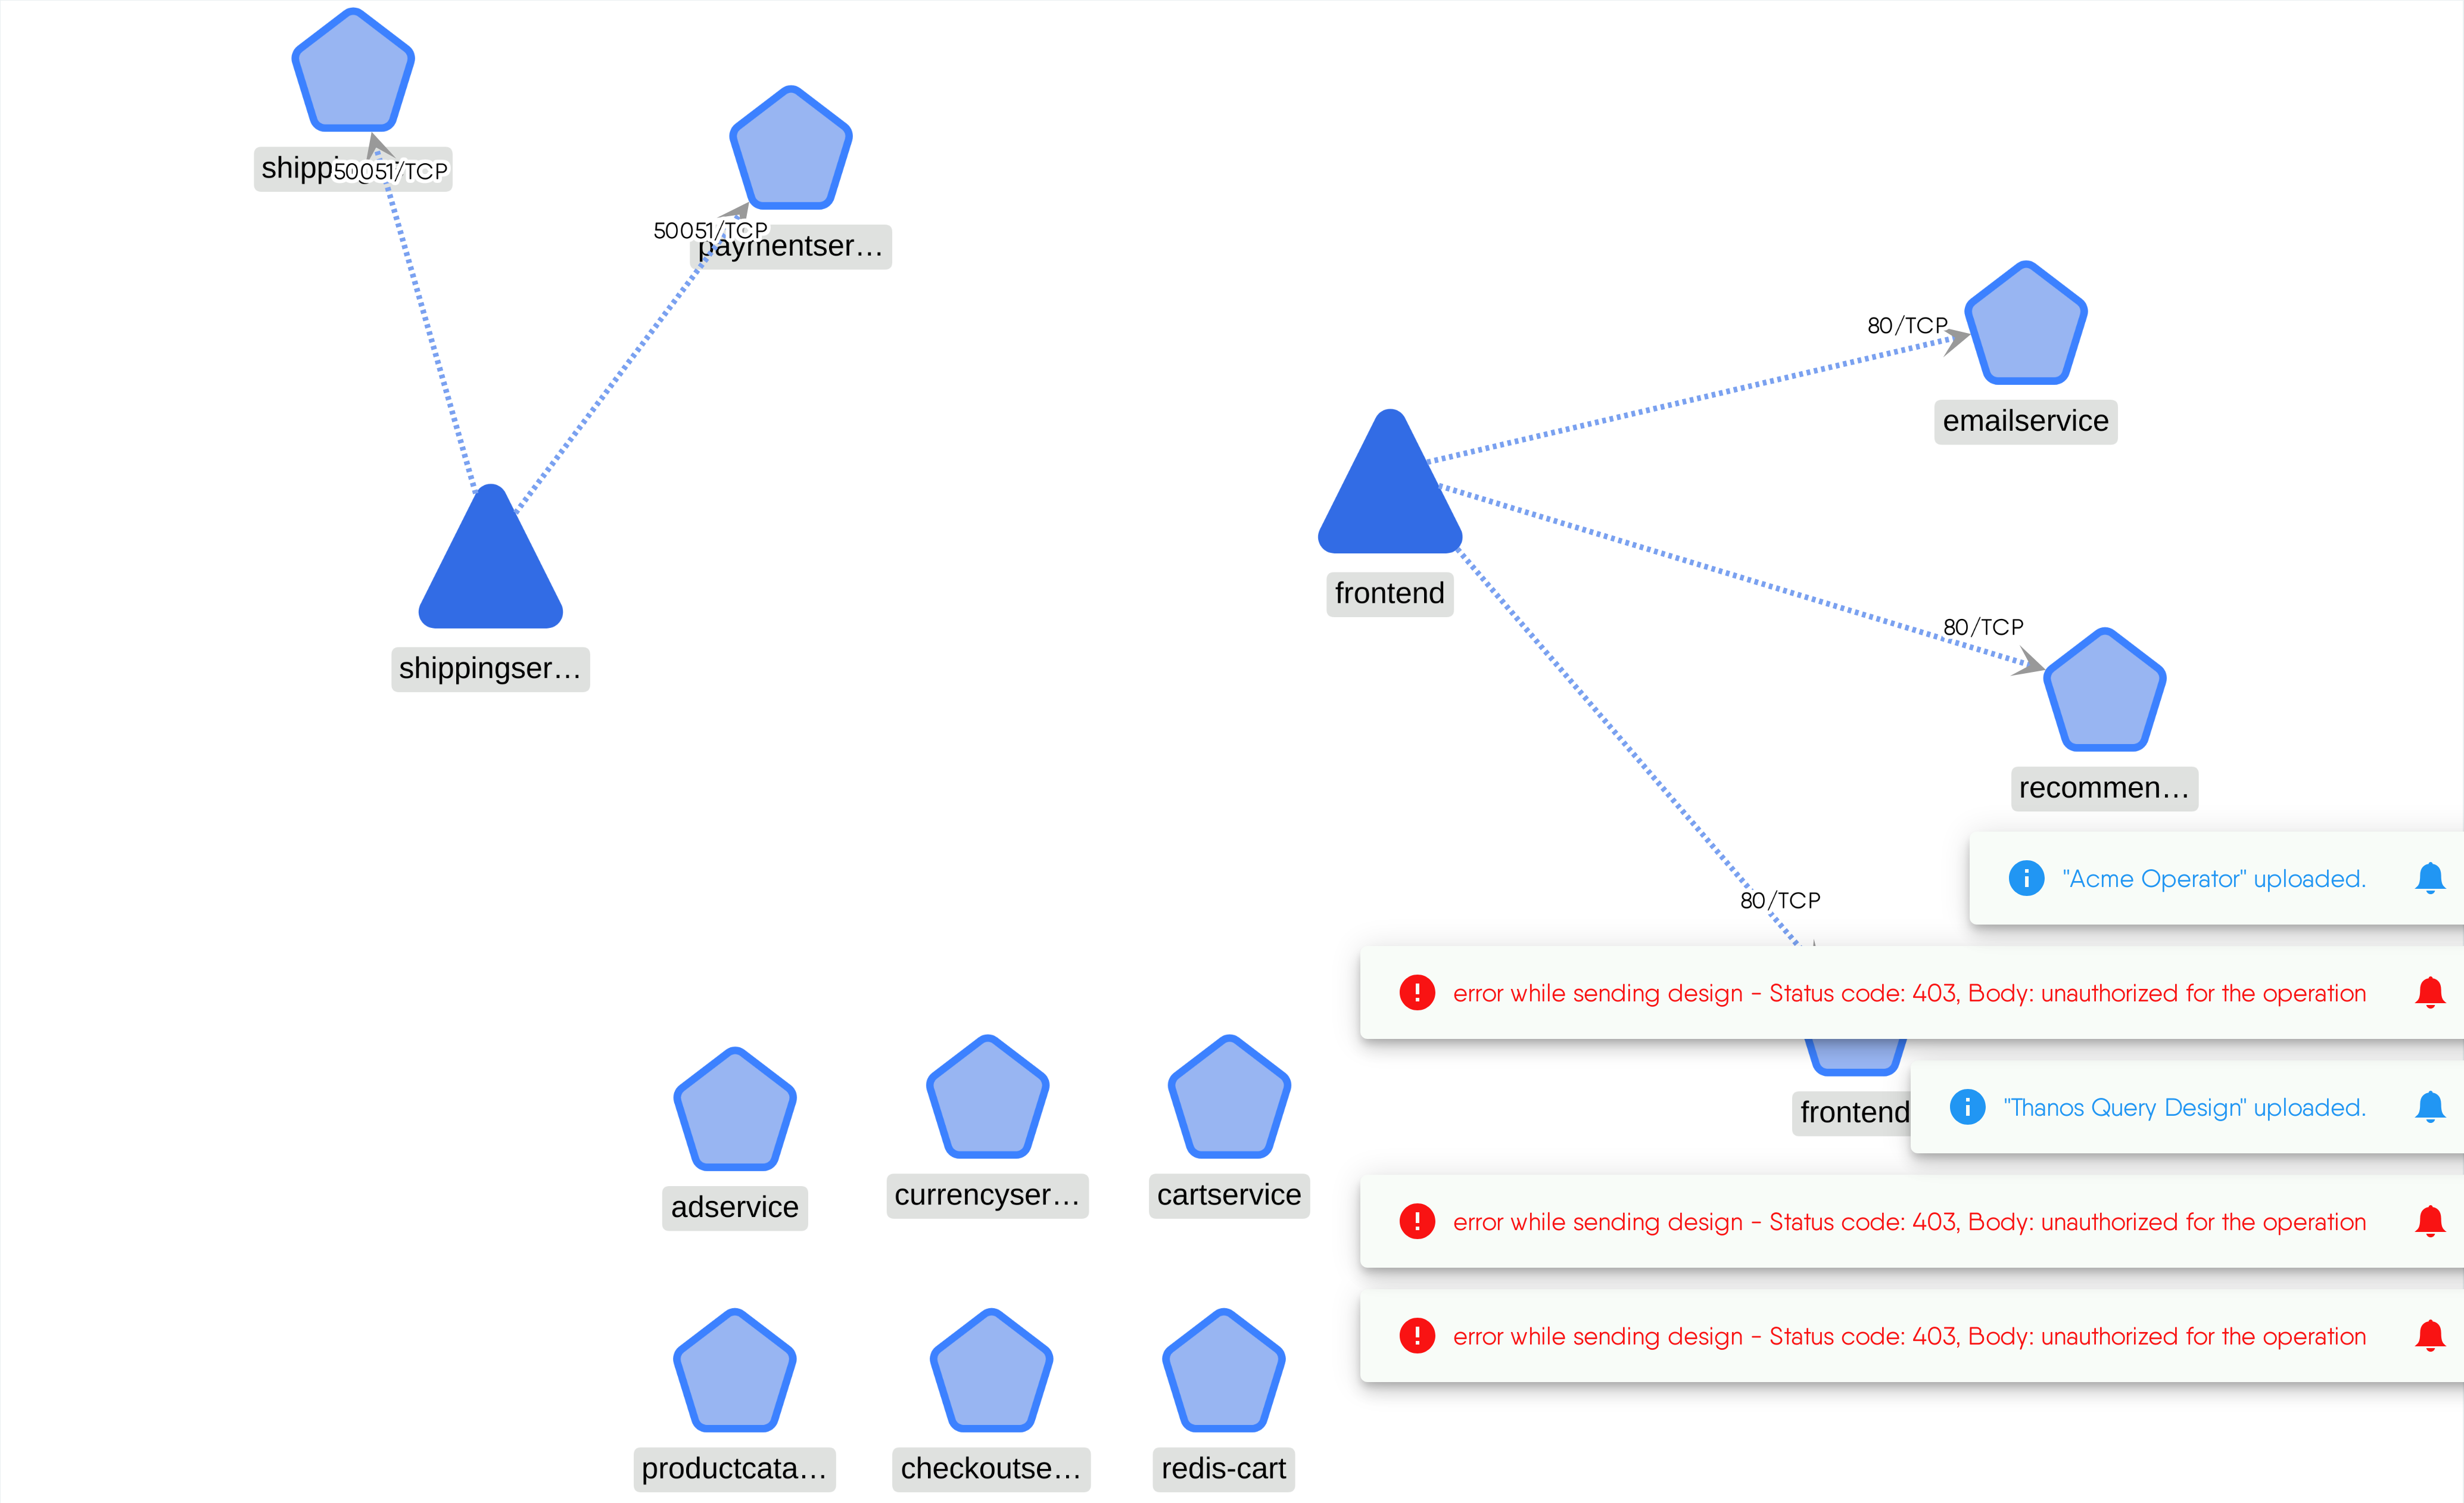 shipp
50051/TCP
50051/TCP
paymentser…
80/TCP
emailservice
frontend
shippingser…
80/TCP
recommen…
"Acme Operator" uploaded.
80/TCP
error while sending design - Status code: 403, Body: unauthorized for the operation
frontend
"Thanos Query Design" uploaded.
adservice
currencyser…
cartservice
error while sending design - Status code: 403, Body: unauthorized for the operation
error while sending design - Status code: 403, Body: unauthorized for the operation
productcata…
checkoutse…
redis-cart